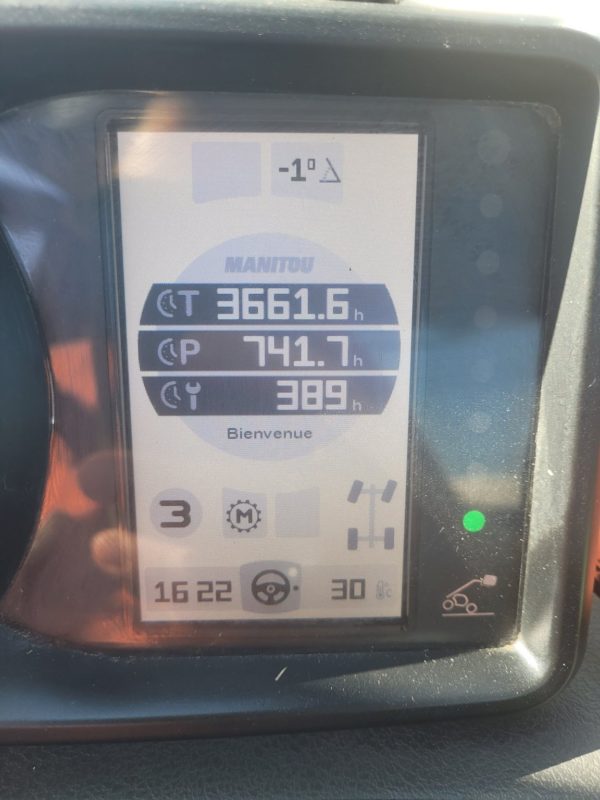 -1°
MANITOU
T 3661.6 h
P 741.7 h
389 h
Bienvenue
3 M
16 22 30 °C